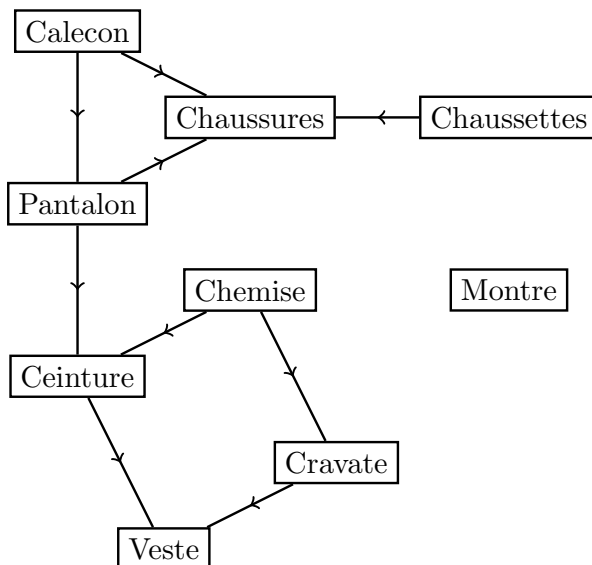 Calecon
Chaussures
Chaussettes
Pantalon
Chemise
Montre
Ceinture
Cravate
Veste